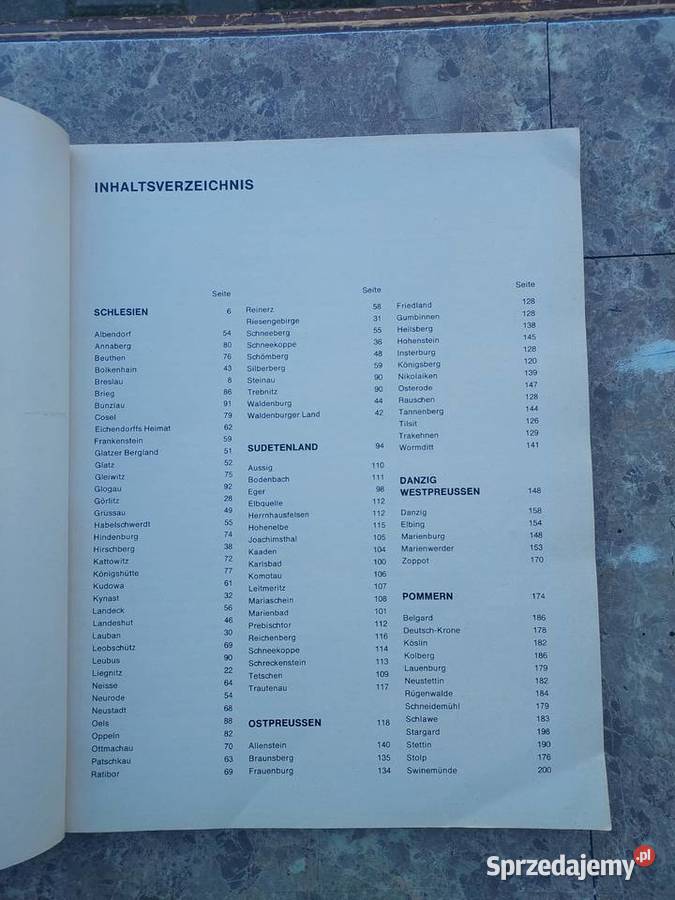 INHALTSVERZEICHNIS
Seite
SCHLESIEN 6
Albendorf 54
Annaberg 80
Beuthen 76
Bolkenhain 43
Breslau 8
Brieg 86
Bunzlau 91
Cosel 79
Eichendorffs Heimat 62
Frankenstein 59
Glatzer Bergland 51
Glatz 52
Gleiwitz 75
Glogau 92
Görlitz 28
Grüssau 49
Habelschwerdt 55
Hindenburg 74
Hirschberg 38
Kattowitz 72
Königshütte 77
Kudowa 61
Kynast 32
Landeck 56
Landeshut 46
Lauban 30
Leobschütz 69
Leubus 90
Liegnitz 22
Neisse 64
Neurode 54
Neustadt 68
Oels 88
Oppeln 82
Ottmachau 70
Patschkau 63
Ratibor 69
Seite
Reinerz 58
Riesengebirge 31
Schneeberg 55
Schneekoppe 36
Schömberg 48
Silberberg 59
Steinau 90
Trebnitz 90
Waldenburg 44
Waldenburger Land 42
SUDETENLAND 94
Aussig 110
Bodenbach 111
Eger 98
Elbquelle 112
Herrnhausfelsen 112
Hohenelbe 115
Joachimsthal 105
Kaaden 104
Karlsbad 100
Komotau 106
Leitmeritz 107
Mariaschein 108
Marienbad 101
Prebischtor 112
Reichenberg 116
Schneekoppe 114
Schreckenstein 113
Tetschen 109
Trautenau 117
OSTPREUSSEN 118
Allenstein 140
Braunsberg 135
Frauenburg 134
Seite
Friedland 128
Gumbinnen 128
Heilsberg 138
Hohenstein 145
Insterburg 128
Königsberg 120
Nikolaiken 139
Osterode 147
Rauschen 128
Tannenberg 144
Tilsit 126
Trakehnen 129
Wormditt 141
DANZIG
WESTPREUSSEN 148
Danzig 158
Elbing 154
Marienburg 148
Marienwerder 153
Zoppot 170
POMMERN 174
Belgard 186
Deutsch-Krone 178
Köslin 182
Kolberg 186
Lauenburg 179
Neustettin 182
Rügenwalde 184
Schneidemühl 179
Schlawe 183
Stargard 198
Stettin 190
Stolp 176
Swinemünde 200
Sprzedajemy.pl